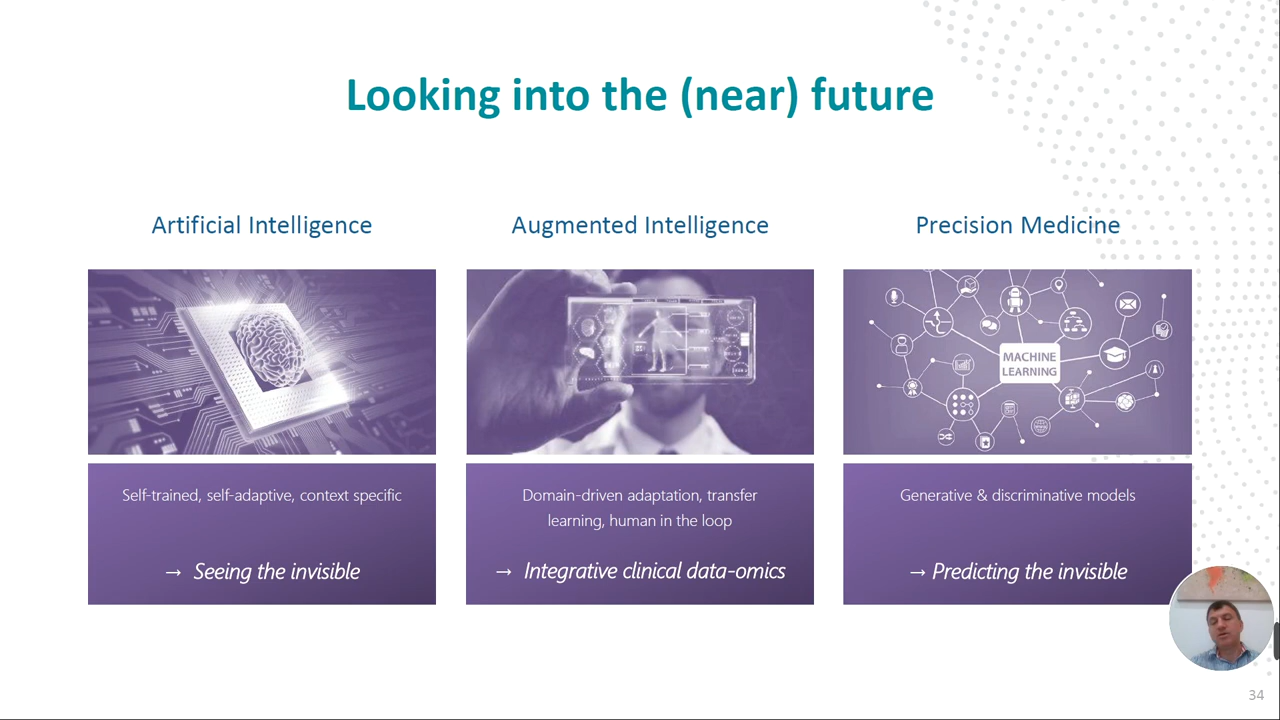 Looking into the (near) future
Artificial Intelligence
Augmented Intelligence
Precision Medicine
MACHINE
LEARNING
Self-trained, self-adaptive, context specific
→ Seeing the invisible
Domain-driven adaptation, transfer
learning, human in the loop
→ Integrative clinical data-omics
Generative & discriminative models
→ Predicting the invisible
34